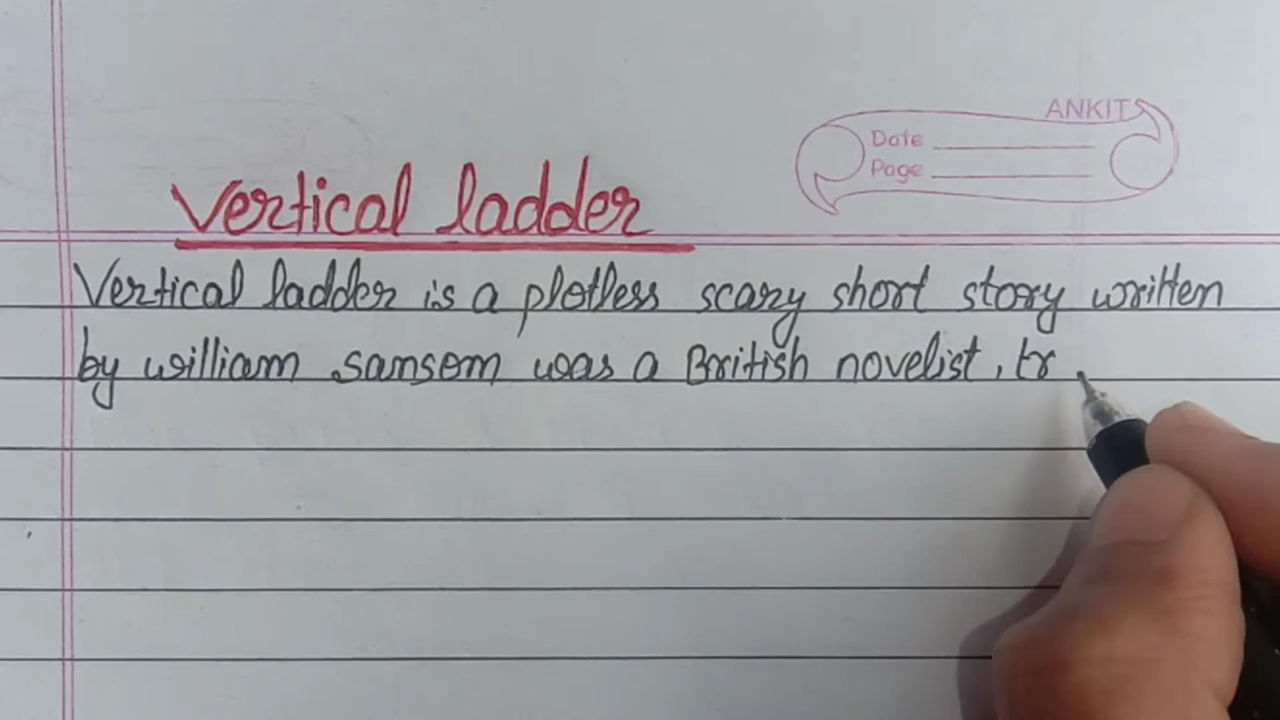 ANKIT
Date
Page
Vertical ladder
Vertical ladder is a plotless scary short story written
by william sansom was a British novelist, tr